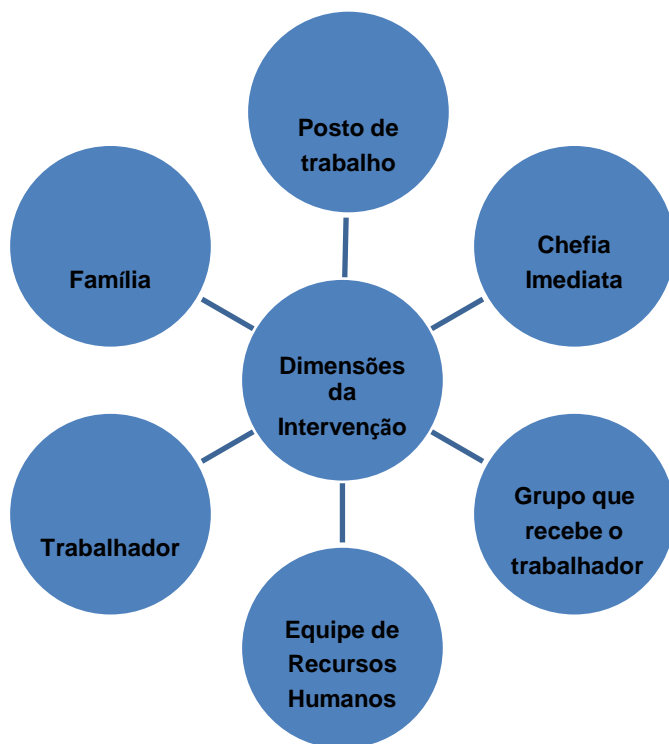 Posto de
trabalho
Família
Chefia
Imediata
Dimensões
da
Intervenção
Trabalhador
Grupo que
recebe o
trabalhador
Equipe de
Recursos
Humanos